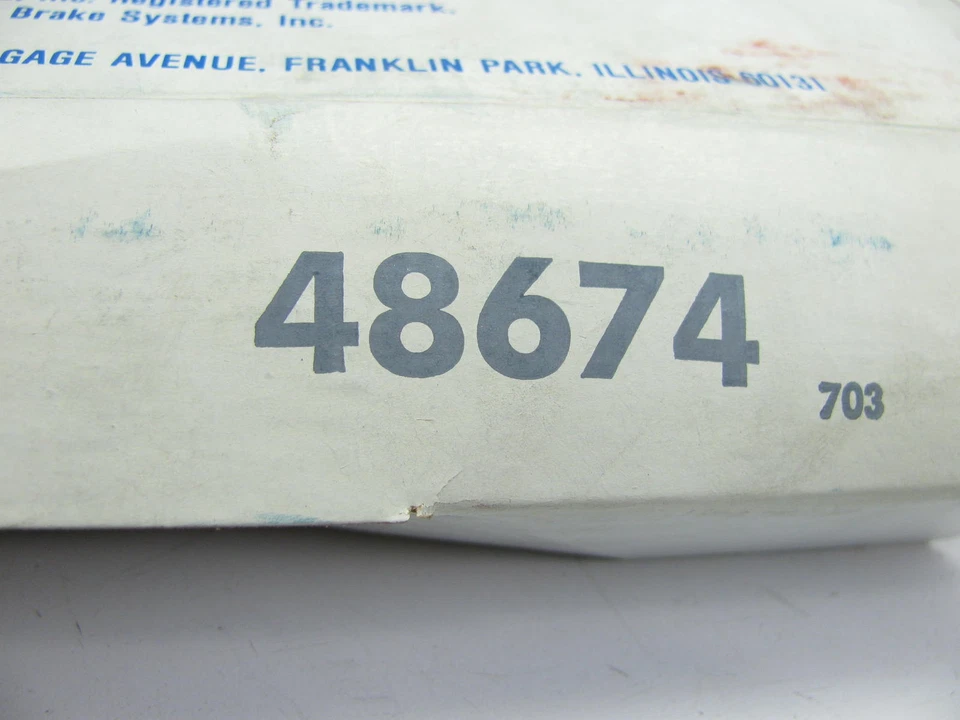 Registered Trademark.
Brake Systems, Inc.
GAGE AVENUE, FRANKLIN PARK, ILLINOIS 60131
48674
703